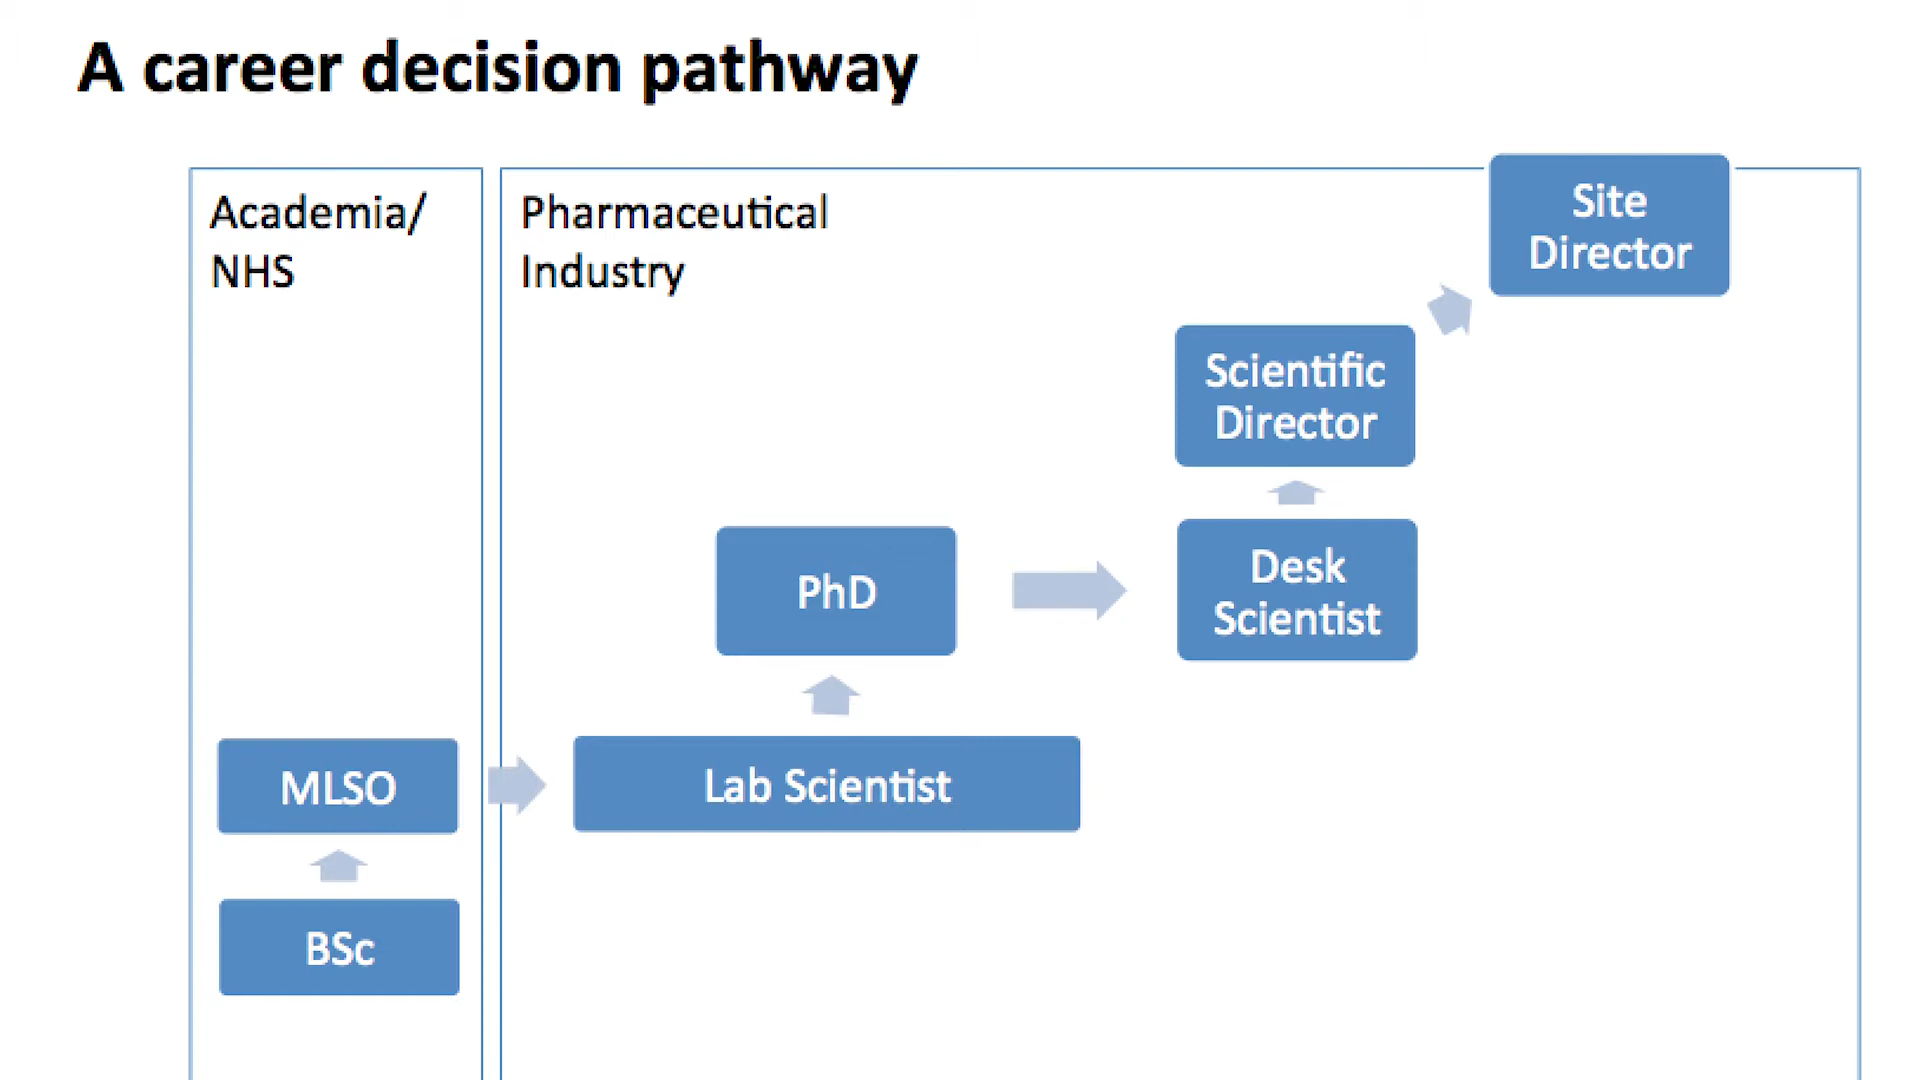 A career decision pathway
Academia/
NHS
Pharmaceutical
Industry
Site
Director
Scientific
Director
PhD
Desk
Scientist
MLSO
Lab Scientist
BSc